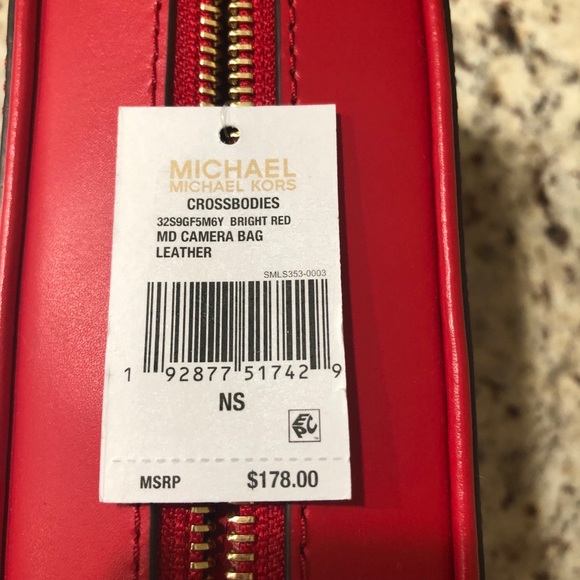 MICHAEL
MICHAEL KORS
CROSSBODIES
32S9GF5M6Y BRIGHT RED
MD CAMERA BAG
LEATHER
SMLS353-0003
1 92877 51742 9
NS
EPC
MSRP $178.00